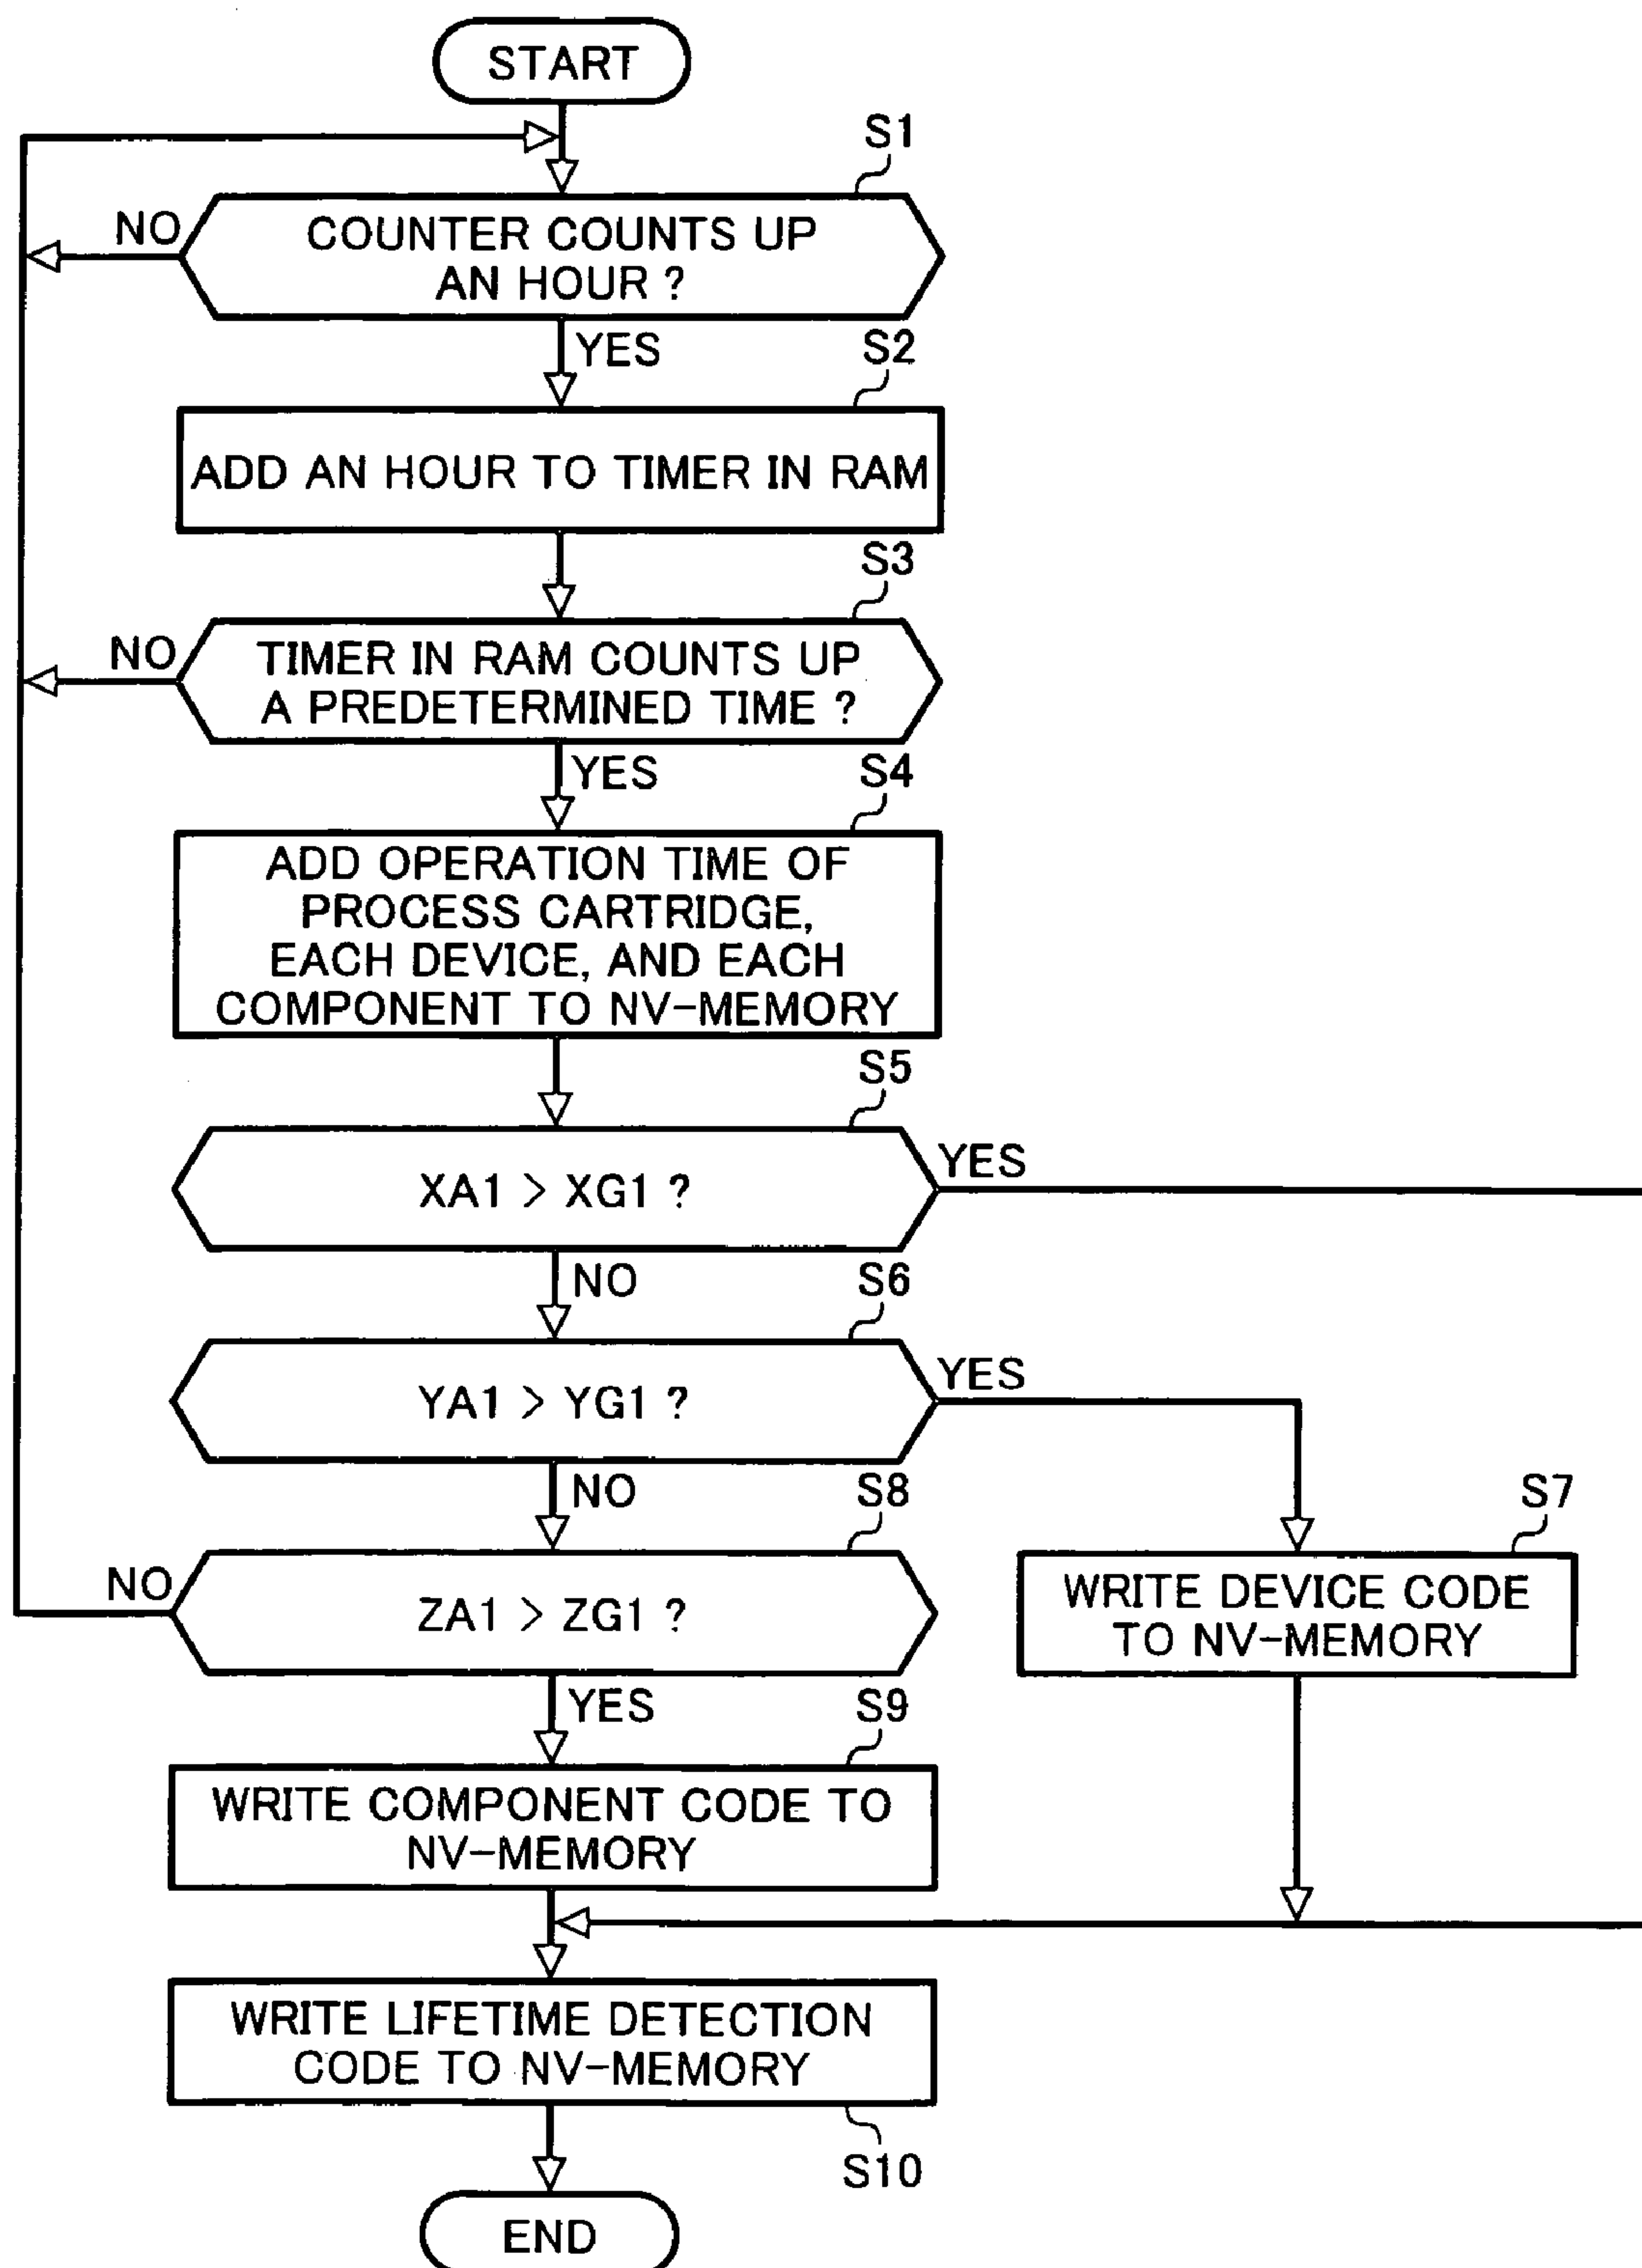 START
S1
NO
COUNTER COUNTS UP
AN HOUR ?
YES
S2
ADD AN HOUR TO TIMER IN RAM
S3
NO
TIMER IN RAM COUNTS UP
A PREDETERMINED TIME ?
YES
S4
ADD OPERATION TIME OF
PROCESS CARTRIDGE,
EACH DEVICE, AND EACH
COMPONENT TO NV-MEMORY
S5
XA1 > XG1 ?
YES
NO
S6
YA1 > YG1 ?
YES
NO
S8
S7
NO
ZA1 > ZG1 ?
WRITE DEVICE CODE
TO NV-MEMORY
YES
S9
WRITE COMPONENT CODE TO
NV-MEMORY
WRITE LIFETIME DETECTION
CODE TO NV-MEMORY
S10
END